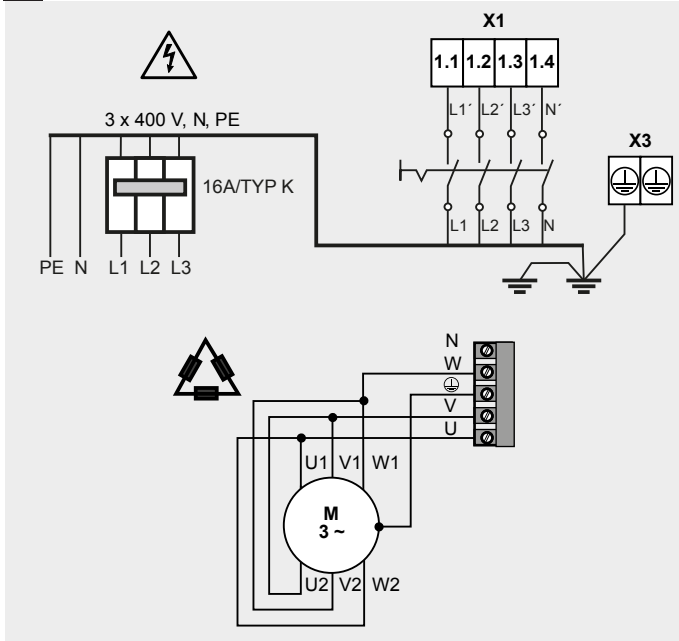 X1
1.1 1.2 1.3 1.4
L1´ L2´ L3´ N´
3 x 400 V, N, PE
X3
16A/TYP K
L1 L2 L3 N
PE N L1 L2 L3
N
W
V
U
U1 V1 W1
M
3 ~
U2 V2 W2